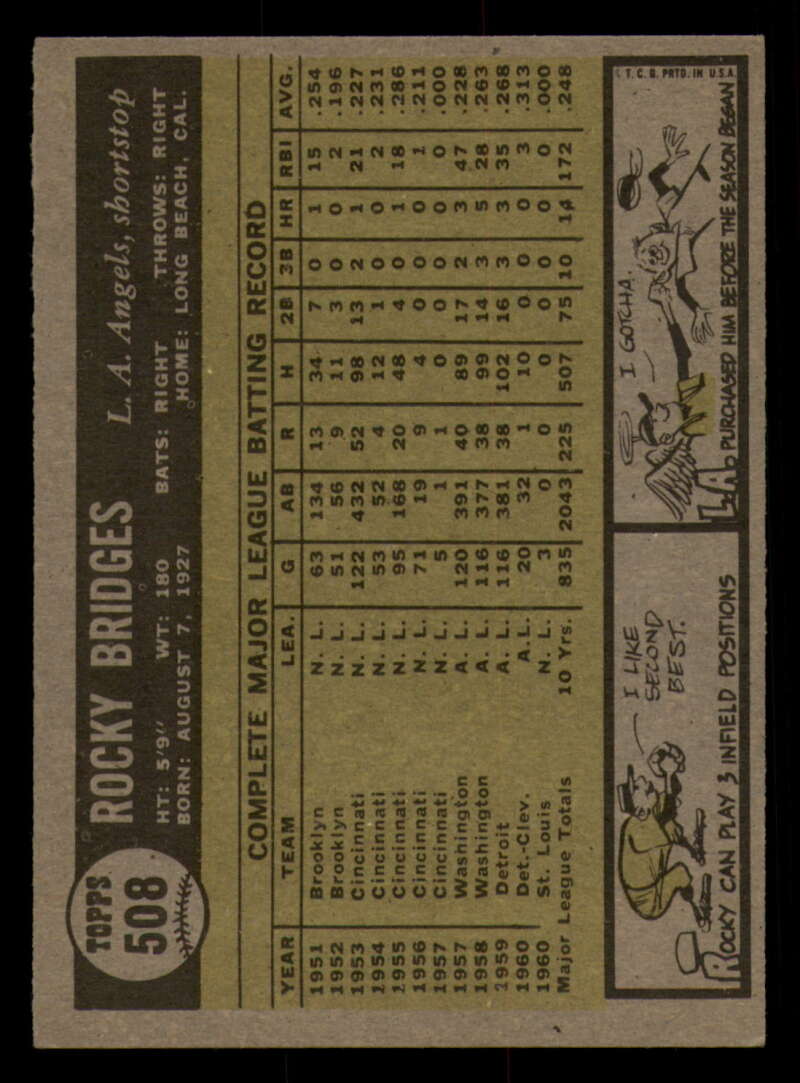 TOPPS
508
ROCKY BRIDGES L. A. Angels, shortstop
HT: 5'9" WT: 180 BATS: RIGHT THROWS: RIGHT
BORN: AUGUST 7, 1927 HOME: LONG BEACH, CAL.
COMPLETE MAJOR LEAGUE BATTING RECORD
YEAR TEAM LEA. G AB R H 2B 3B HR RBI AVG.
1951 Brooklyn N. L. 63 134 13 34 7 0 1 15 .254
1952 Brooklyn N. L. 51 56 9 11 3 0 0 2 .196
1953 Cincinnati N. L. 122 432 52 98 13 2 1 21 .227
1954 Cincinnati N. L. 53 52 4 12 1 0 0 2 .231
1955 Cincinnati N. L. 95 168 20 48 4 0 1 18 .286
1956 Cincinnati N. L. 71 19 9 4 0 0 0 1 .211
1957 Cincinnati N. L. 5 1 1 0 0 0 0 0 .000
1957 Washington A. L. 120 391 40 89 17 2 3 47 .228
1958 Washington A. L. 116 377 38 99 14 3 5 28 .263
1959 Detroit A. L. 116 381 38 102 16 3 3 35 .268
1960 Det.-Clev. A.L. 20 32 1 10 0 0 0 3 .313
1960 St. Louis N. L. 3 0 0 0 0 0 0 0 .000
Major League Totals 10 Yrs. 835 2043 225 507 75 10 14 172 .248
I LIKE
SECOND
BEST.
ROCKY CAN PLAY 3 INFIELD POSITIONS
I GOTCHA.
L.A. PURCHASED HIM BEFORE THE SEASON BEGAN
T. C. G. PRTD. IN U.S.A.